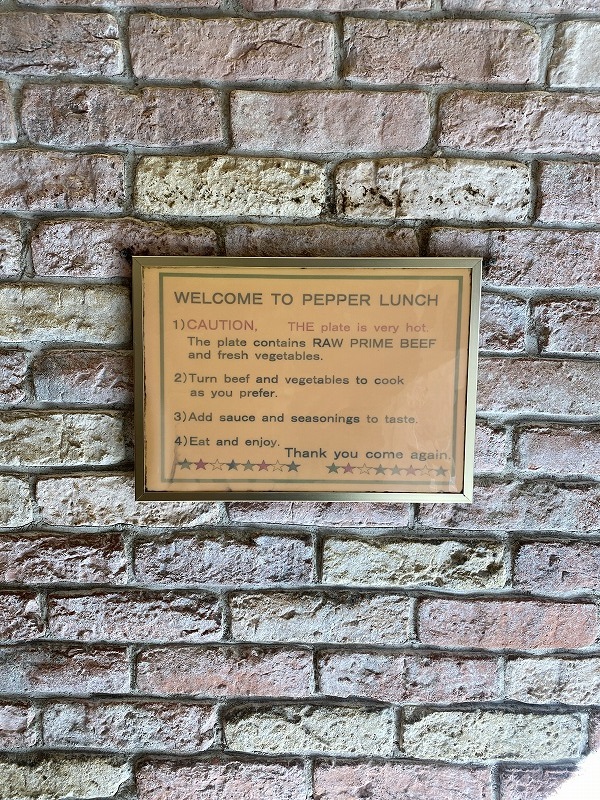 WELCOME TO PEPPER LUNCH
1)CAUTION, THE plate is very hot.
The plate contains RAW PRIME BEEF
and fresh vegetables.
2)Turn beef and vegetables to cook
as you prefer.
3)Add sauce and seasonings to taste.
4)Eat and enjoy.
Thank you come again.